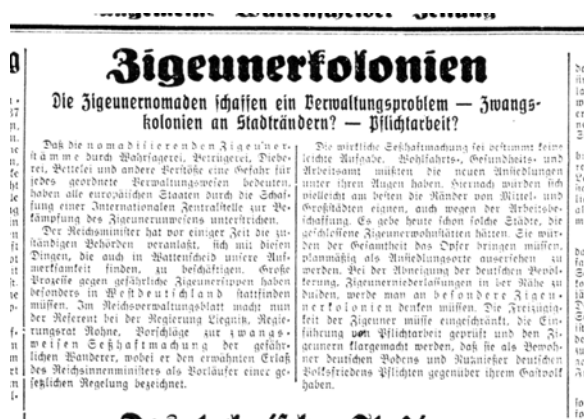 Allgemeine Wattenscheider Zeitung
Zigeunerkolonien
Die Zigeunernomaden schaffen ein Verwaltungsproblem — Zwangs-
kolonien an Stadträndern? — Pflichtarbeit?
Daß die nomadisierenden Zigeuner-
stämme durch Wahrsagerei, Betrügerei, Diebe-
rei, Bettelei und andere Verstöße eine Gefahr für
jedes geordnete Verwaltungswesen bedeuten,
haben alle europäischen Staaten durch die Schaf-
fung einer Internationalen Zentralstelle zur Be-
kämpfung des Zigeunerunwesens unterstrichen.
Der Reichsminister hat vor einiger Zeit die zu-
ständigen Behörden veranlaßt, sich mit diesen
Dingen, die auch in Wattenscheid unsere Auf-
merksamkeit finden, zu beschäftigen. Große
Prozesse gegen gefährliche Zigeunersippen haben
besonders in Westdeutschland stattfinden
müssen. Im Reichsverwaltungsblatt macht nun
der Referent bei der Regierung Liegnitz, Regie-
rungsrat Rohne, Vorschläge zur zwangs-
weisen Seßhaftmachung der gefähr-
lichen Wanderer, wobei er den erwähnten Erlaß
des Reichsinnenministers als Vorläufer einer ge-
setzlichen Regelung bezeichnet.
Die wirkliche Seßhaftmachung sei bestimmt keine
leichte Aufgabe. Wohlfahrts-, Gesundheits- und
Arbeitsamt müßten die neuen Ansiedlungen
unter ihren Augen haben. Hiernach würden sich
vielleicht am besten die Ränder von Mittel- und
Großstädten eignen, auch wegen der Arbeitsbe-
schaffung. Es gebe heute schon solche Städte, die
geschlossene Zigeunerwohnstätten hätten. Sie wür-
den der Gesamtheit das Opfer bringen müssen,
planmäßig als Ansiedlungsorte ausersehen zu
werden. Bei der Abneigung der deutschen Bevöl-
kerung, Zigeunerniederlassungen in der Nähe zu
dulden, werde man an besondere Zigeu-
nerkolonien denken müssen. Die Freizügig-
keit der Zigeuner müsse eingeschränkt, die Ein-
führung von Pflichtarbeit geprüft und den Zi-
geunern klargemacht werden, daß sie als Bewoh-
ner deutschen Bodens und Nutznießer deutschen
Volksfriedens Pflichten gegenüber ihrem Gastvolk
haben.